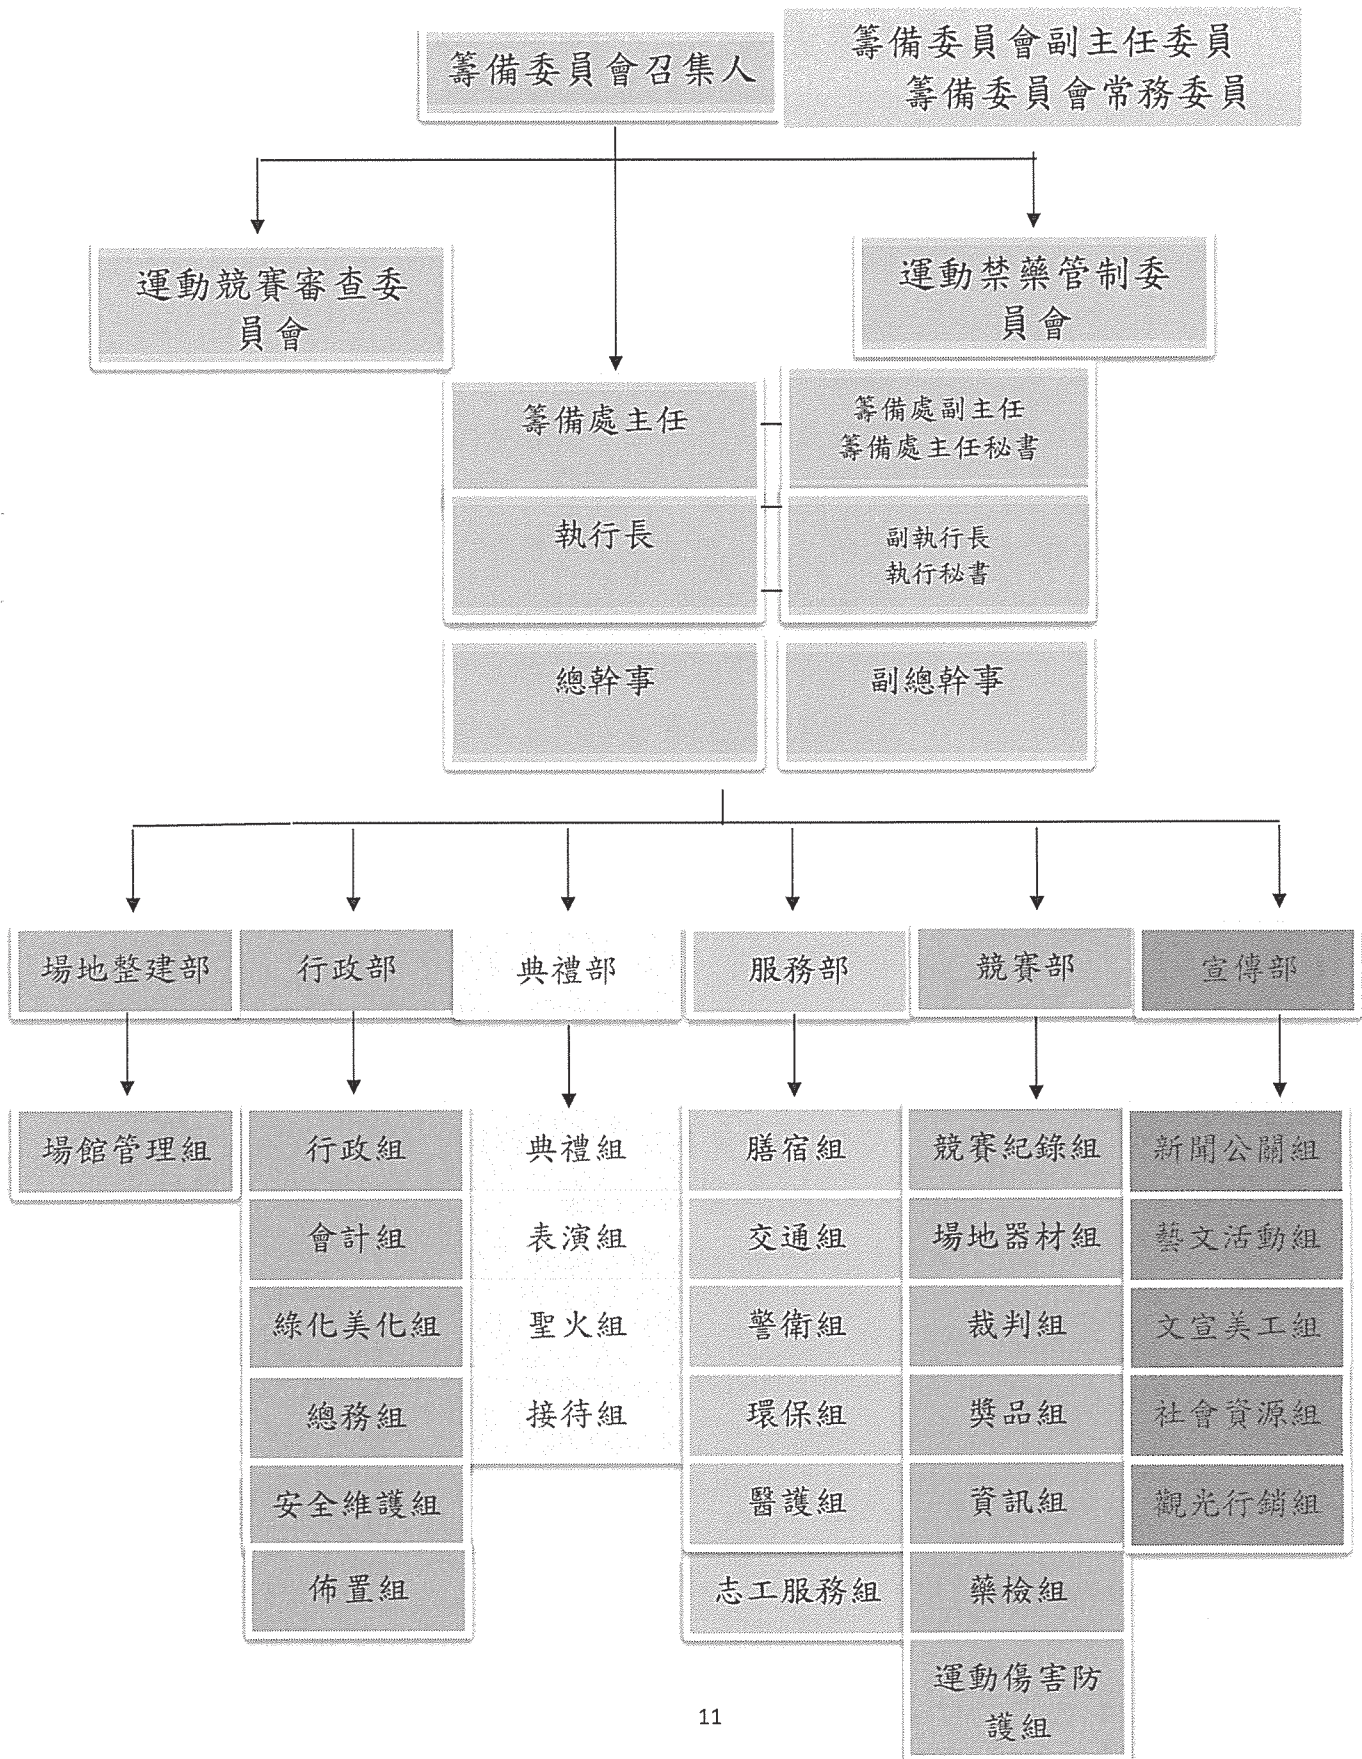 籌備委員會召集人
籌備委員會副主任委員
籌備委員會常務委員
運動競賽審查委
員會
運動禁藥管制委
員會
籌備處主任
籌備處副主任
籌備處主任秘書
執行長
副執行長
執行秘書
總幹事
副總幹事
場地整建部
行政部
典禮部
服務部
競賽部
宣傳部
場館管理組
行政組
典禮組
膳宿組
競賽紀錄組
新聞公關組
會計組
表演組
交通組
場地器材組
藝文活動組
綠化美化組
聖火組
警衛組
裁判組
文宣美工組
總務組
接待組
環保組
獎品組
社會資源組
安全維護組
醫護組
資訊組
觀光行銷組
佈置組
志工服務組
藥檢組
運動傷害防
護組
11